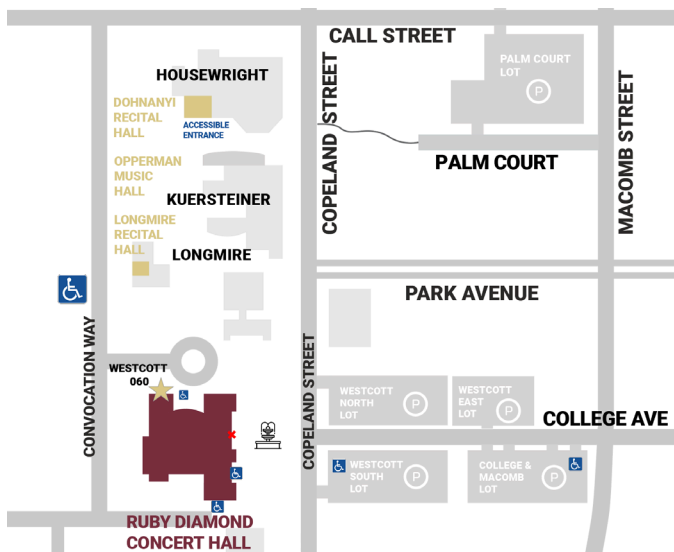 CALL STREET
PALM COURT
LOT
P
HOUSEWRIGHT
DOHNANYI
RECITAL
HALL
ACCESSIBLE
ENTRANCE
COPELAND STREET
MACOMB STREET
PALM COURT
OPPERMAN
MUSIC
HALL
KUERSTEINER
LONGMIRE
RECITAL
HALL
LONGMIRE
PARK AVENUE
CONVOCATION WAY
COPELAND STREET
WESTCOTT
060
WESTCOTT
NORTH
LOT
P
WESTCOTT
EAST
LOT
P
COLLEGE AVE
WESTCOTT
SOUTH
LOT
P
COLLEGE &
MACOMB
LOT
P
RUBY DIAMOND
CONCERT HALL